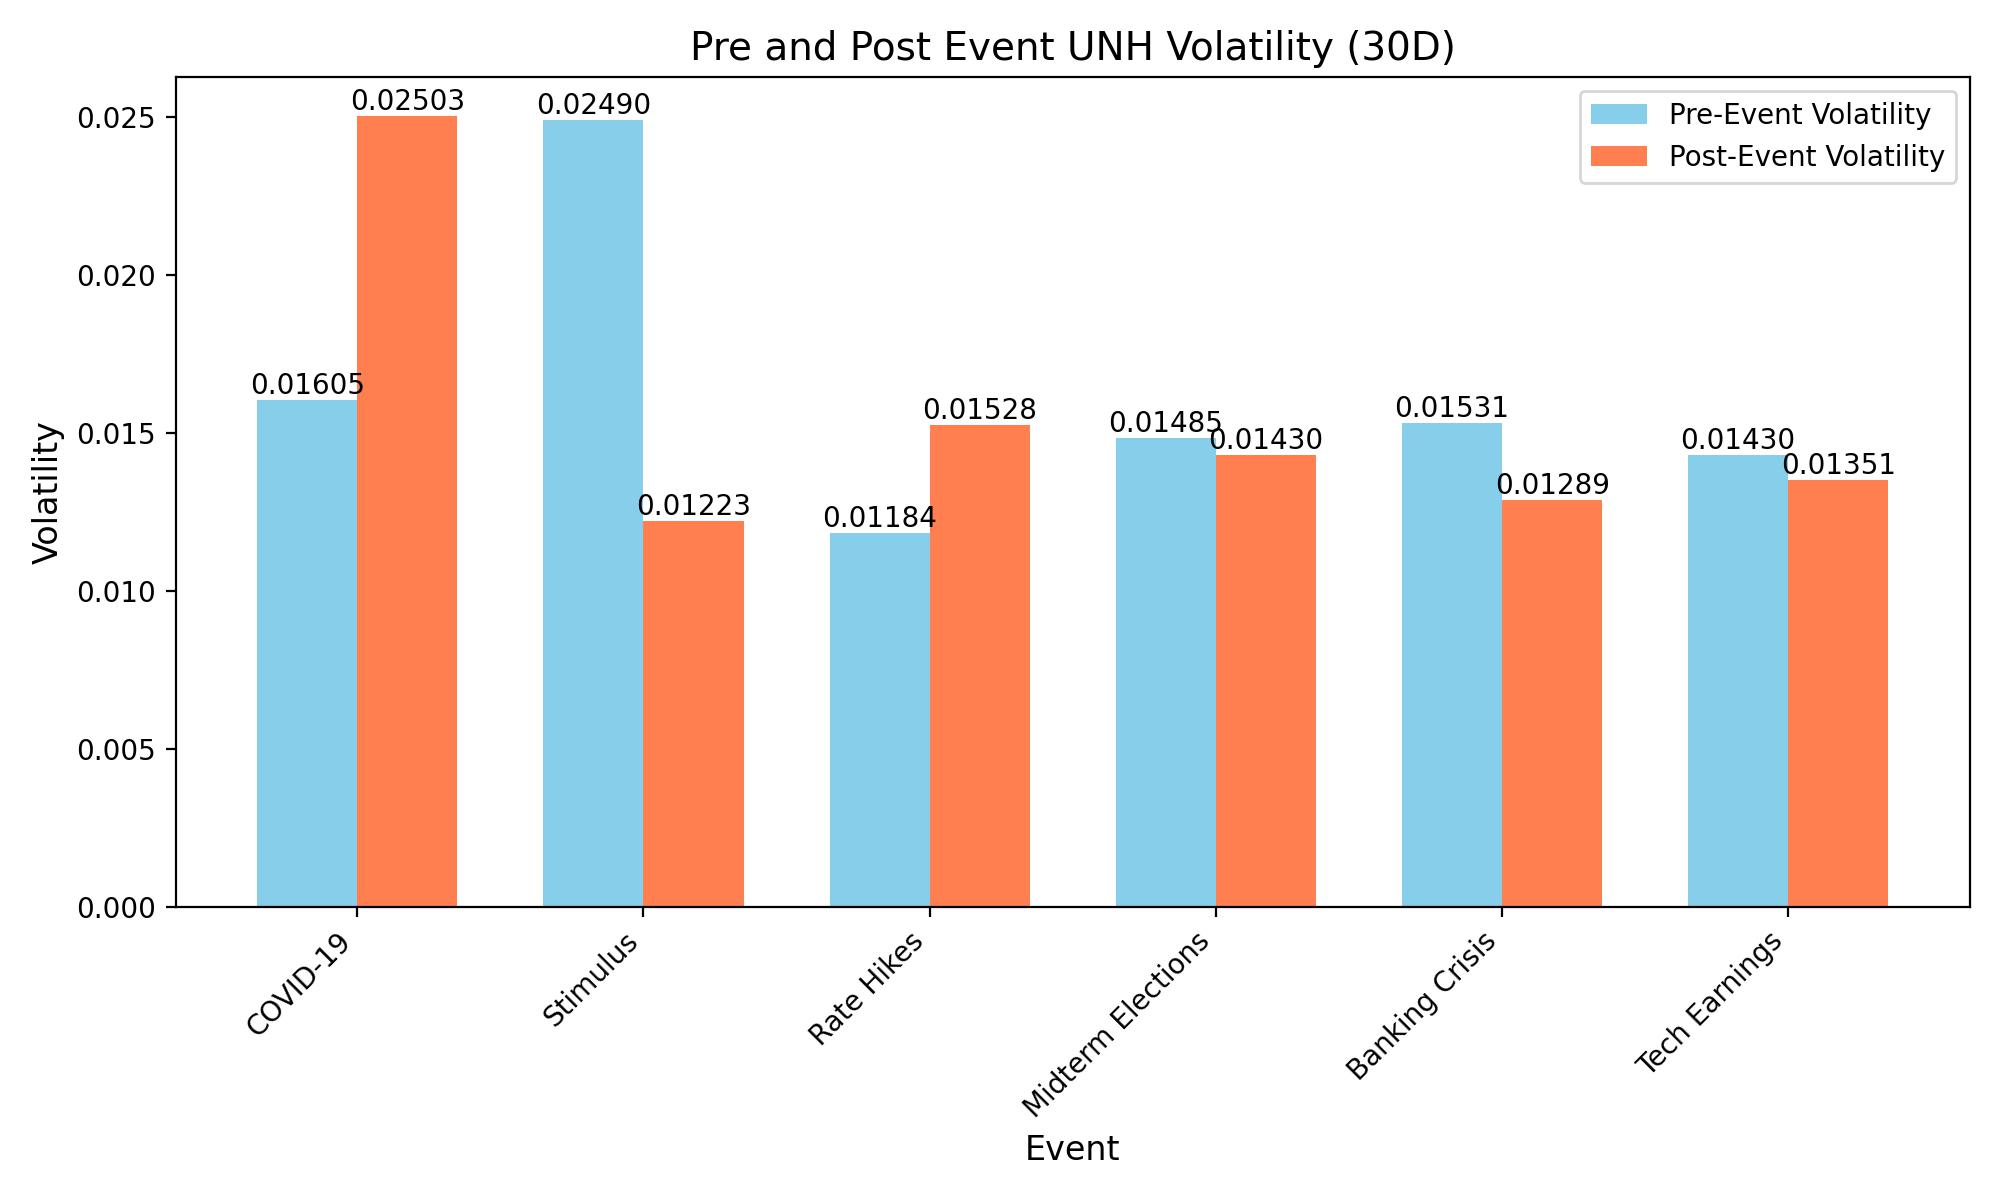 Pre and Post Event UNH Volatility (30D)
Pre-Event Volatility
Post-Event Volatility
Volatility
0.025
0.020
0.015
0.010
0.005
0.000
0.01605
0.02503
0.02490
0.01223
0.01184
0.01528
0.01485
0.01430
0.01531
0.01289
0.01430
0.01351
COVID-19
Stimulus
Rate Hikes
Midterm Elections
Banking Crisis
Tech Earnings
Event